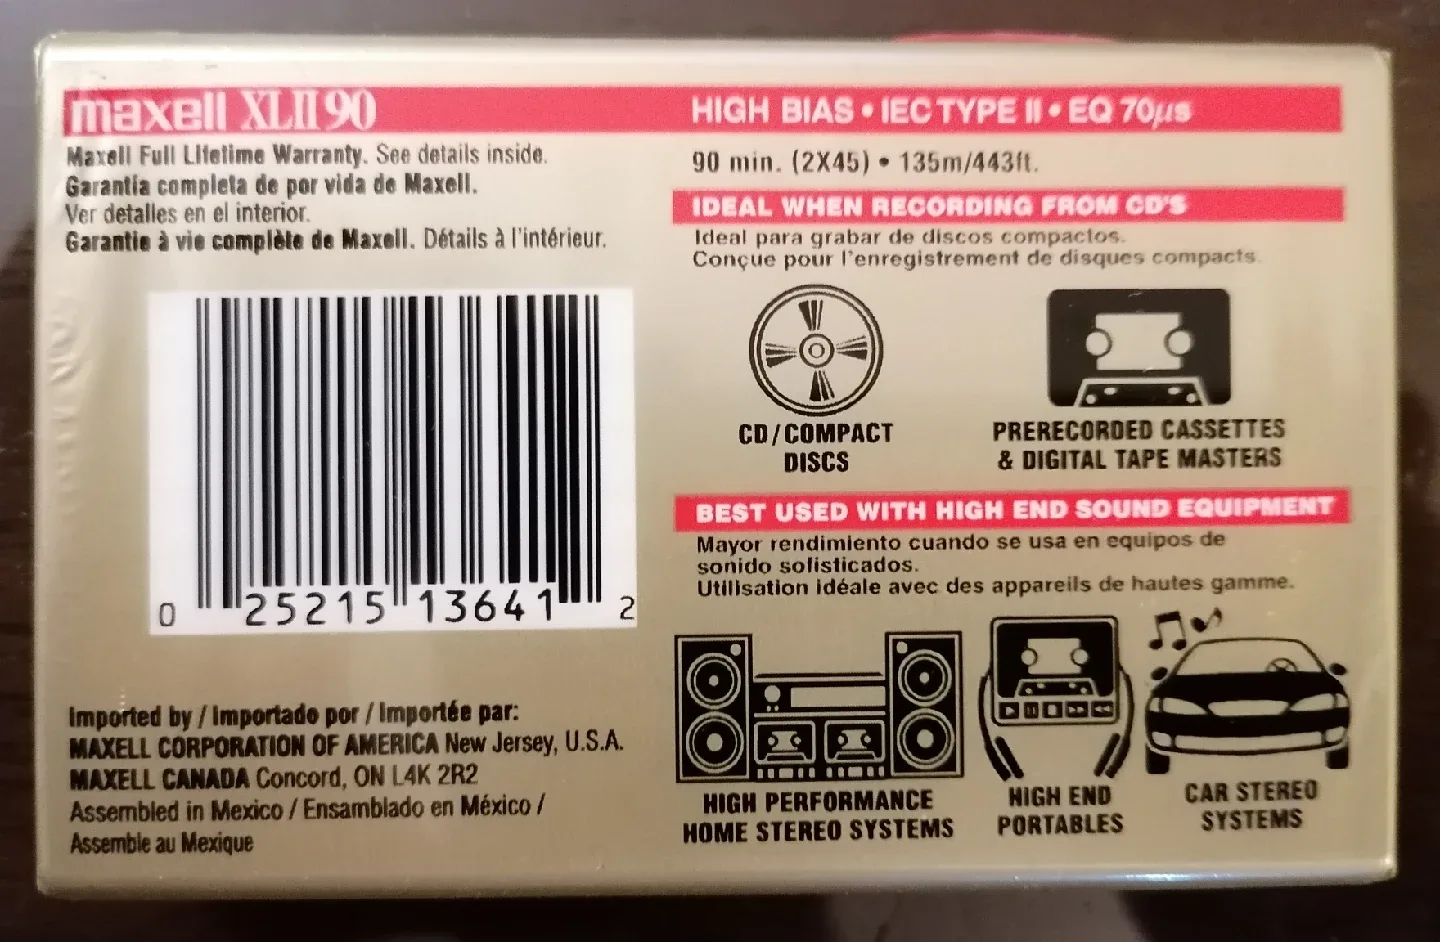 maxell XLII 90
HIGH BIAS • IEC TYPE II • EQ 70μs
Maxell Full Lifetime Warranty. See details inside.
Garantía completa de por vida de Maxell.
Ver detalles en el interior.
Garantie à vie complète de Maxell. Détails à l'intérieur.
90 min. (2X45) • 135m/443ft.
IDEAL WHEN RECORDING FROM CD'S
Ideal para grabar de discos compactos.
Conçue pour l'enregistrement de disques compacts.
CD/COMPACT
DISCS
PRERECORDED CASSETTES
& DIGITAL TAPE MASTERS
0 25215 13641 2
BEST USED WITH HIGH END SOUND EQUIPMENT
Mayor rendimiento cuando se usa en equipos de
sonido solisticados.
Utilisation idéale avec des appareils de hautes gamme.
HIGH PERFORMANCE
HOME STEREO SYSTEMS
HIGH END
PORTABLES
CAR STEREO
SYSTEMS
Imported by / Importado por / Importée par:
MAXELL CORPORATION OF AMERICA New Jersey, U.S.A.
MAXELL CANADA Concord, ON L4K 2R2
Assembled in Mexico / Ensamblado en México /
Assemble au Mexique